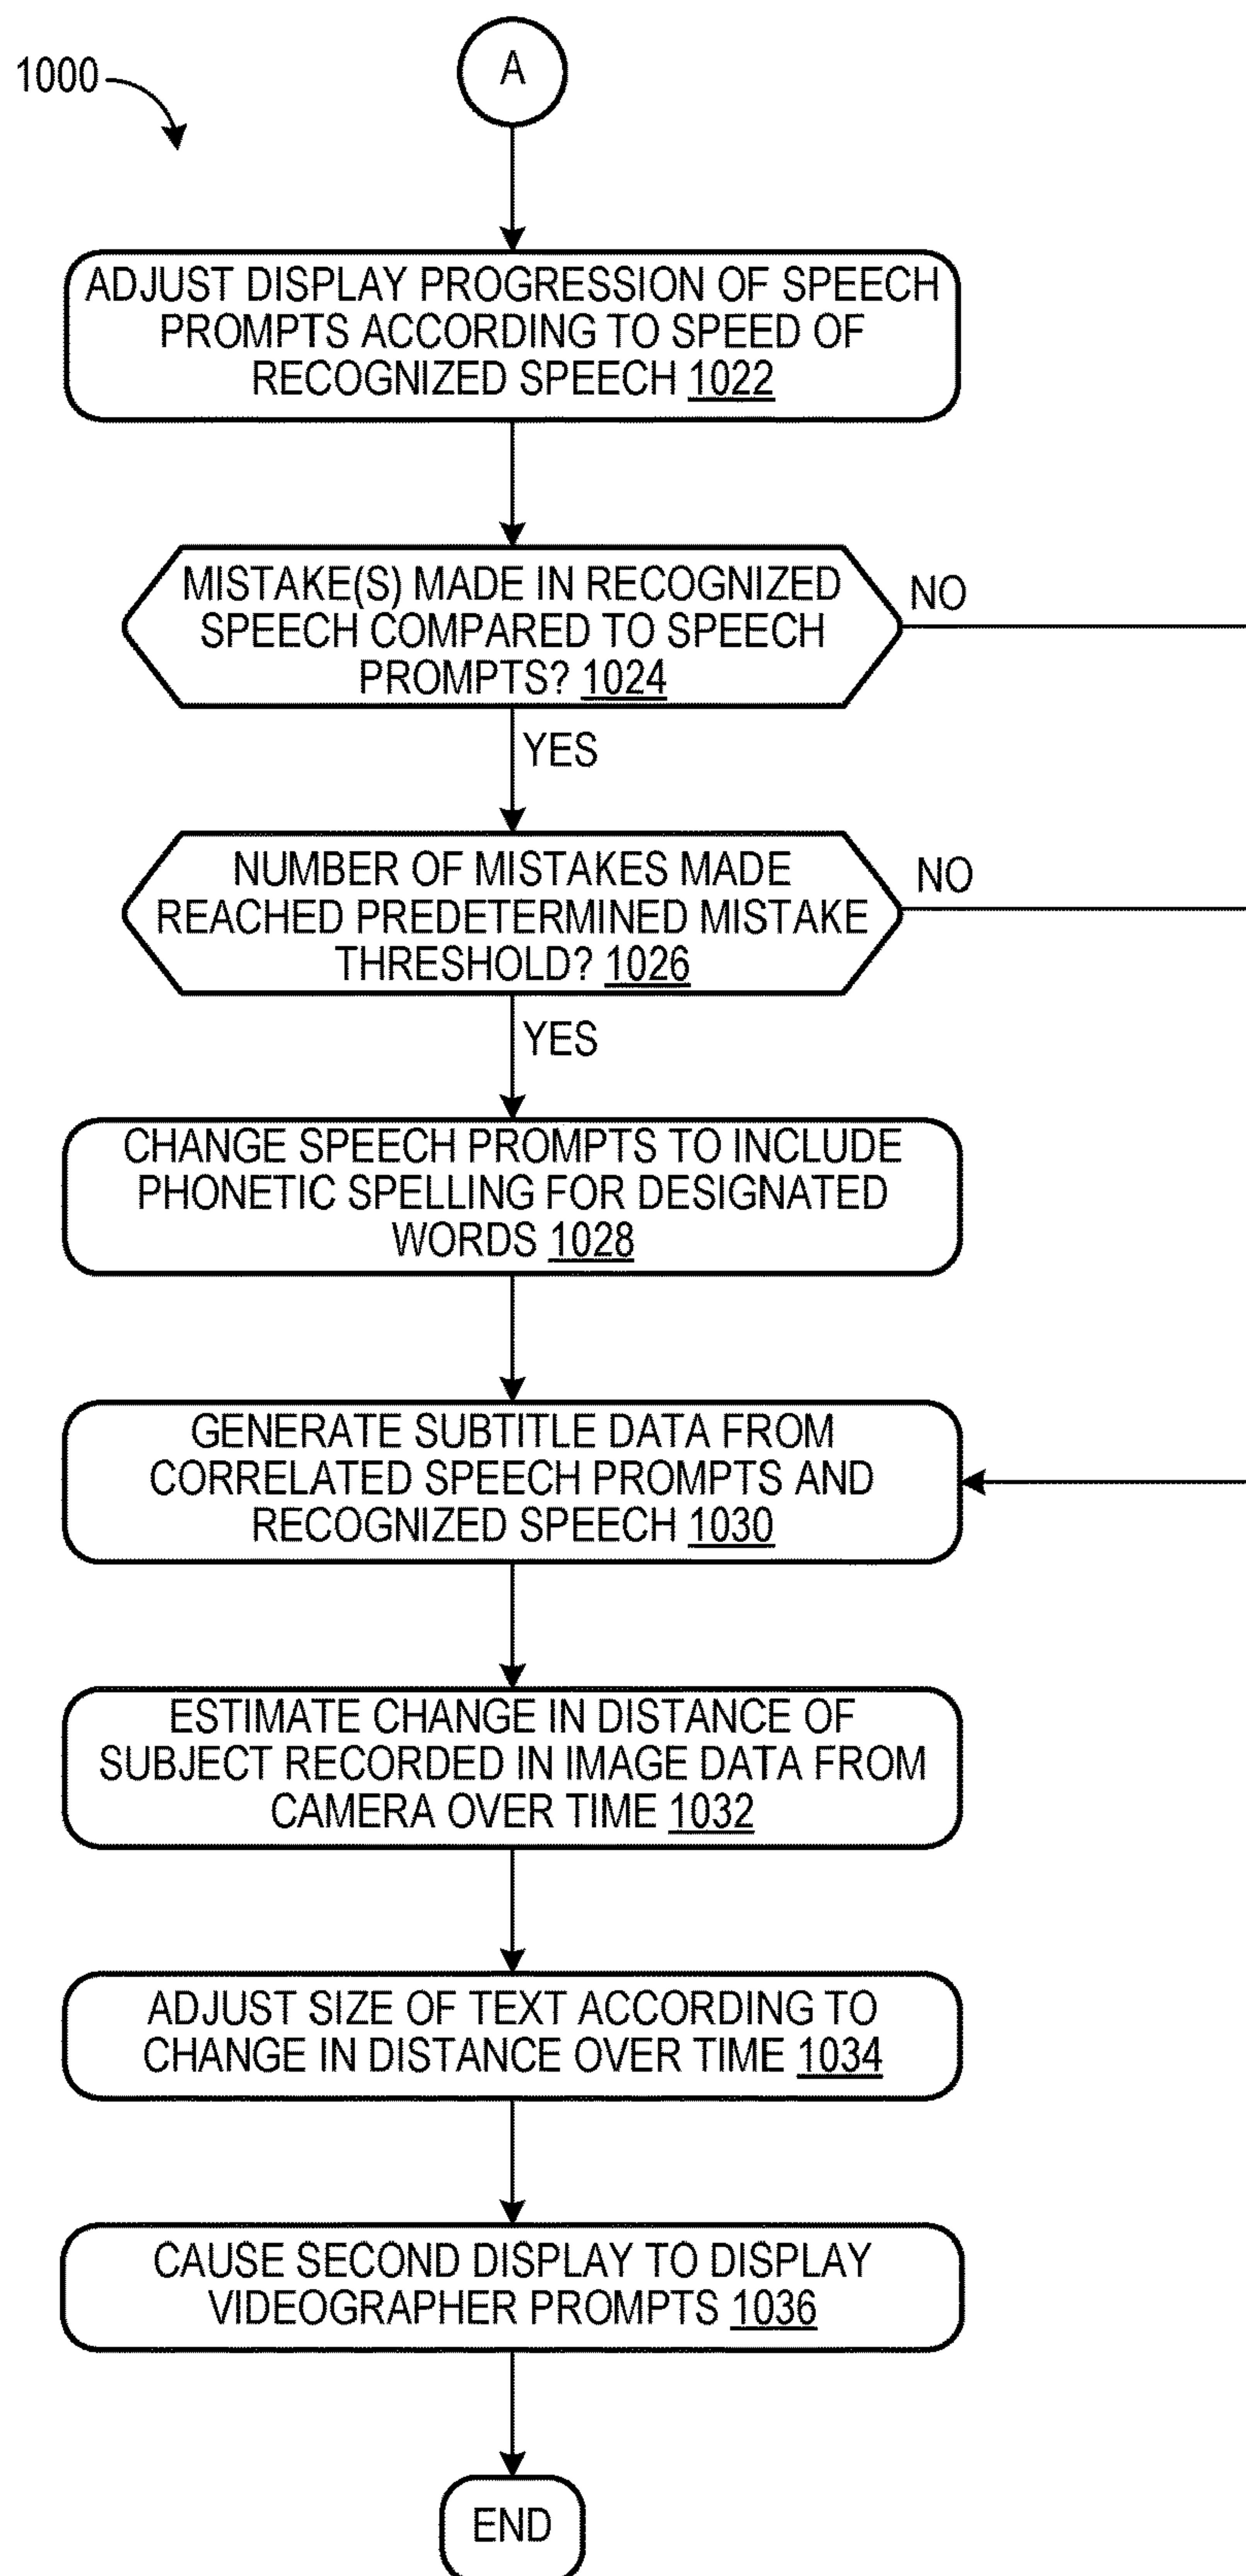 A
1000
ADJUST DISPLAY PROGRESSION OF SPEECH
PROMPTS ACCORDING TO SPEED OF
RECOGNIZED SPEECH 1022
MISTAKE(S) MADE IN RECOGNIZED
SPEECH COMPARED TO SPEECH
PROMPTS? 1024
NO
YES
NUMBER OF MISTAKES MADE
REACHED PREDETERMINED MISTAKE
THRESHOLD? 1026
NO
YES
CHANGE SPEECH PROMPTS TO INCLUDE
PHONETIC SPELLING FOR DESIGNATED
WORDS 1028
GENERATE SUBTITLE DATA FROM
CORRELATED SPEECH PROMPTS AND
RECOGNIZED SPEECH 1030
ESTIMATE CHANGE IN DISTANCE OF
SUBJECT RECORDED IN IMAGE DATA FROM
CAMERA OVER TIME 1032
ADJUST SIZE OF TEXT ACCORDING TO
CHANGE IN DISTANCE OVER TIME 1034
CAUSE SECOND DISPLAY TO DISPLAY
VIDEOGRAPHER PROMPTS 1036
END